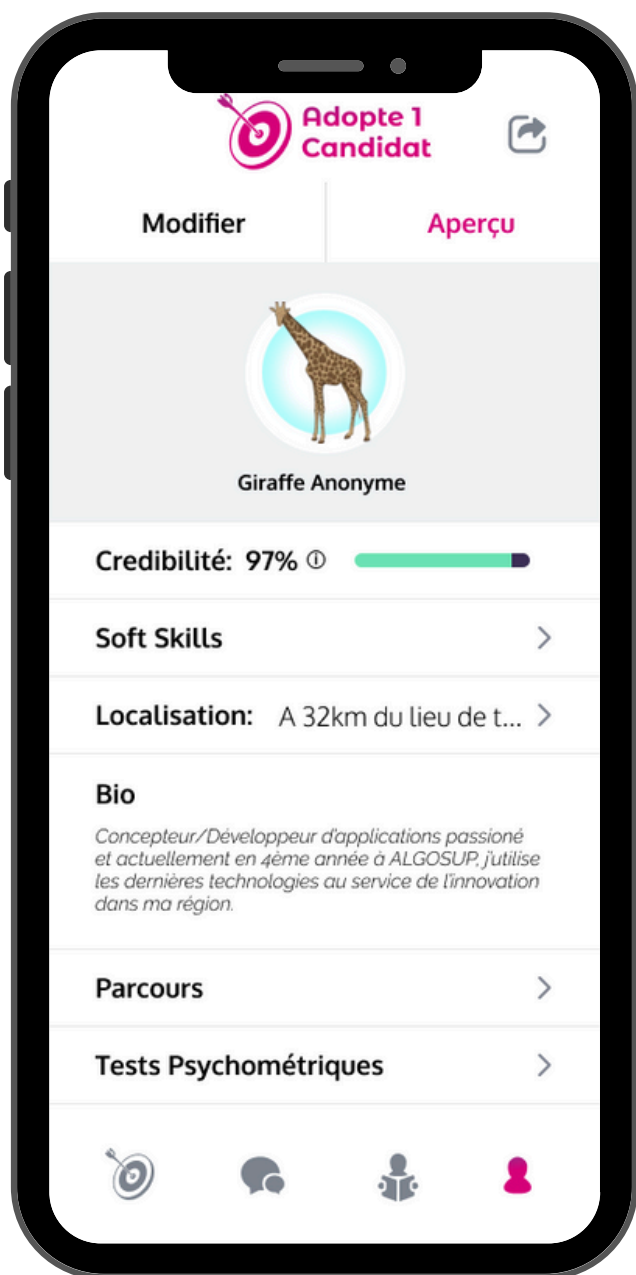 Adopte 1
Candidat
Modifier
Aperçu
Giraffe Anonyme
Credibilité: 97%
Soft Skills
Localisation: A 32km du lieu de t...
Bio
Concepteur/Développeur d'applications passioné
et actuellement en 4ème année à ALGOSUP, j'utilise
les dernières technologies au service de l'innovation
dans ma région.
Parcours
Tests Psychométriques